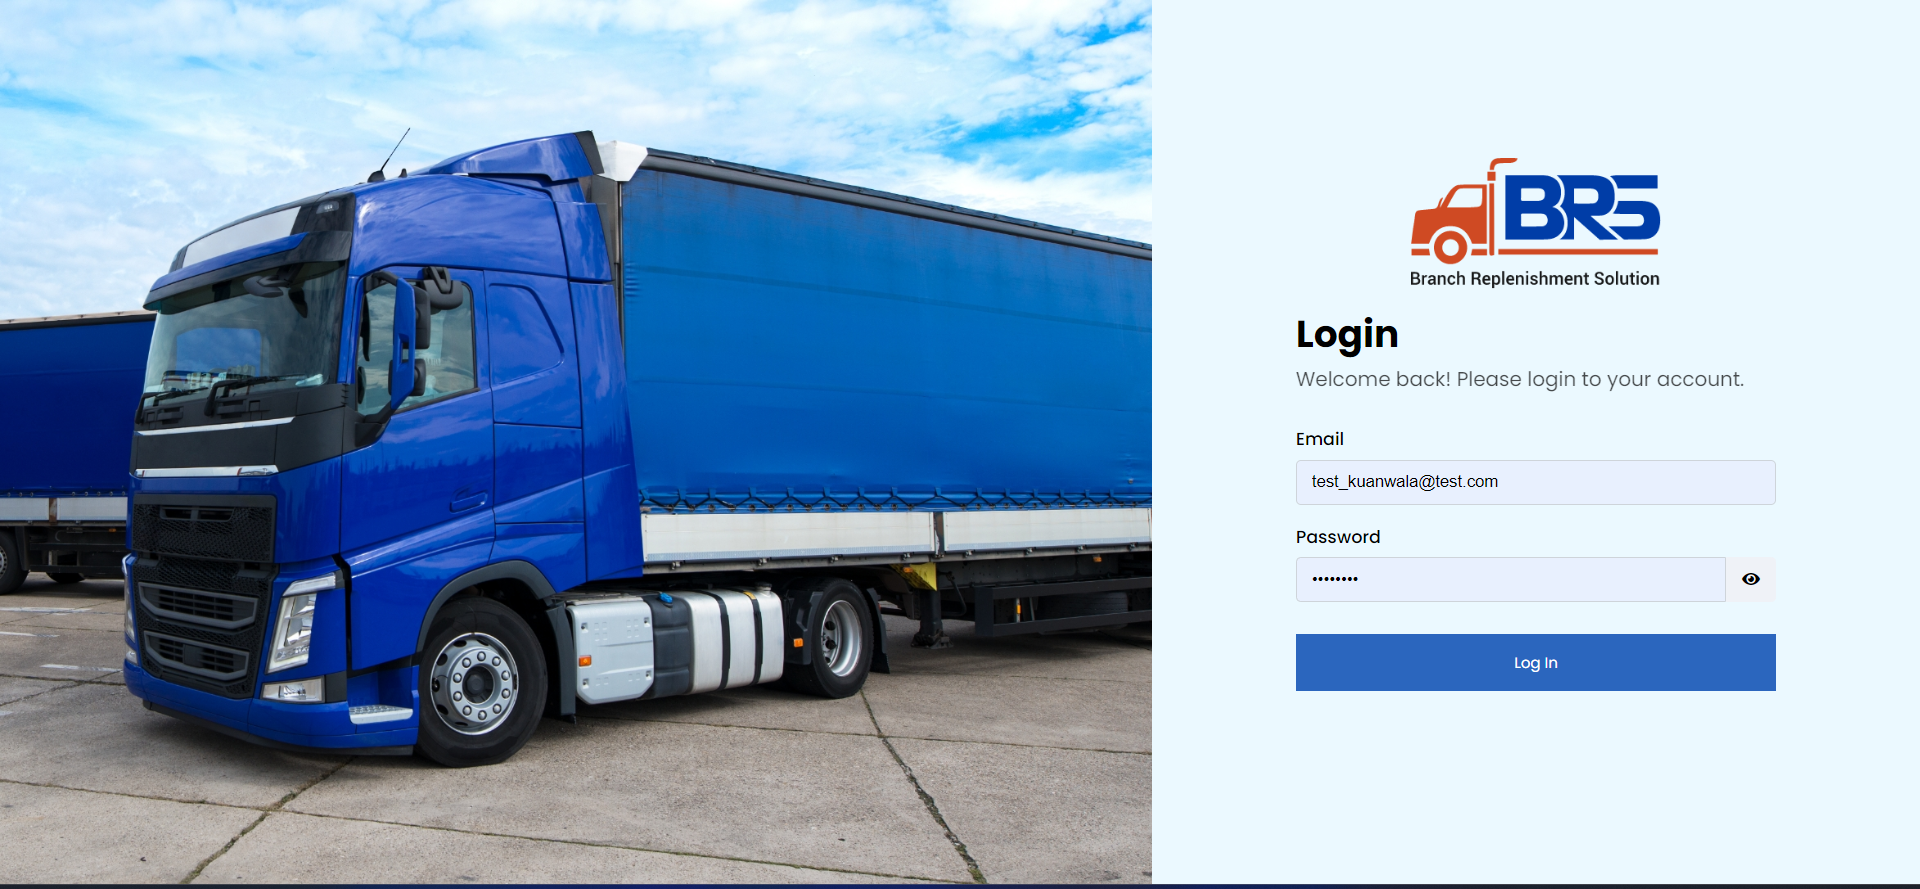 BRS
Branch Replenishment Solution
Login
Welcome back! Please login to your account.
Email
test_kuanwala@test.com
Password
••••••••
Log In